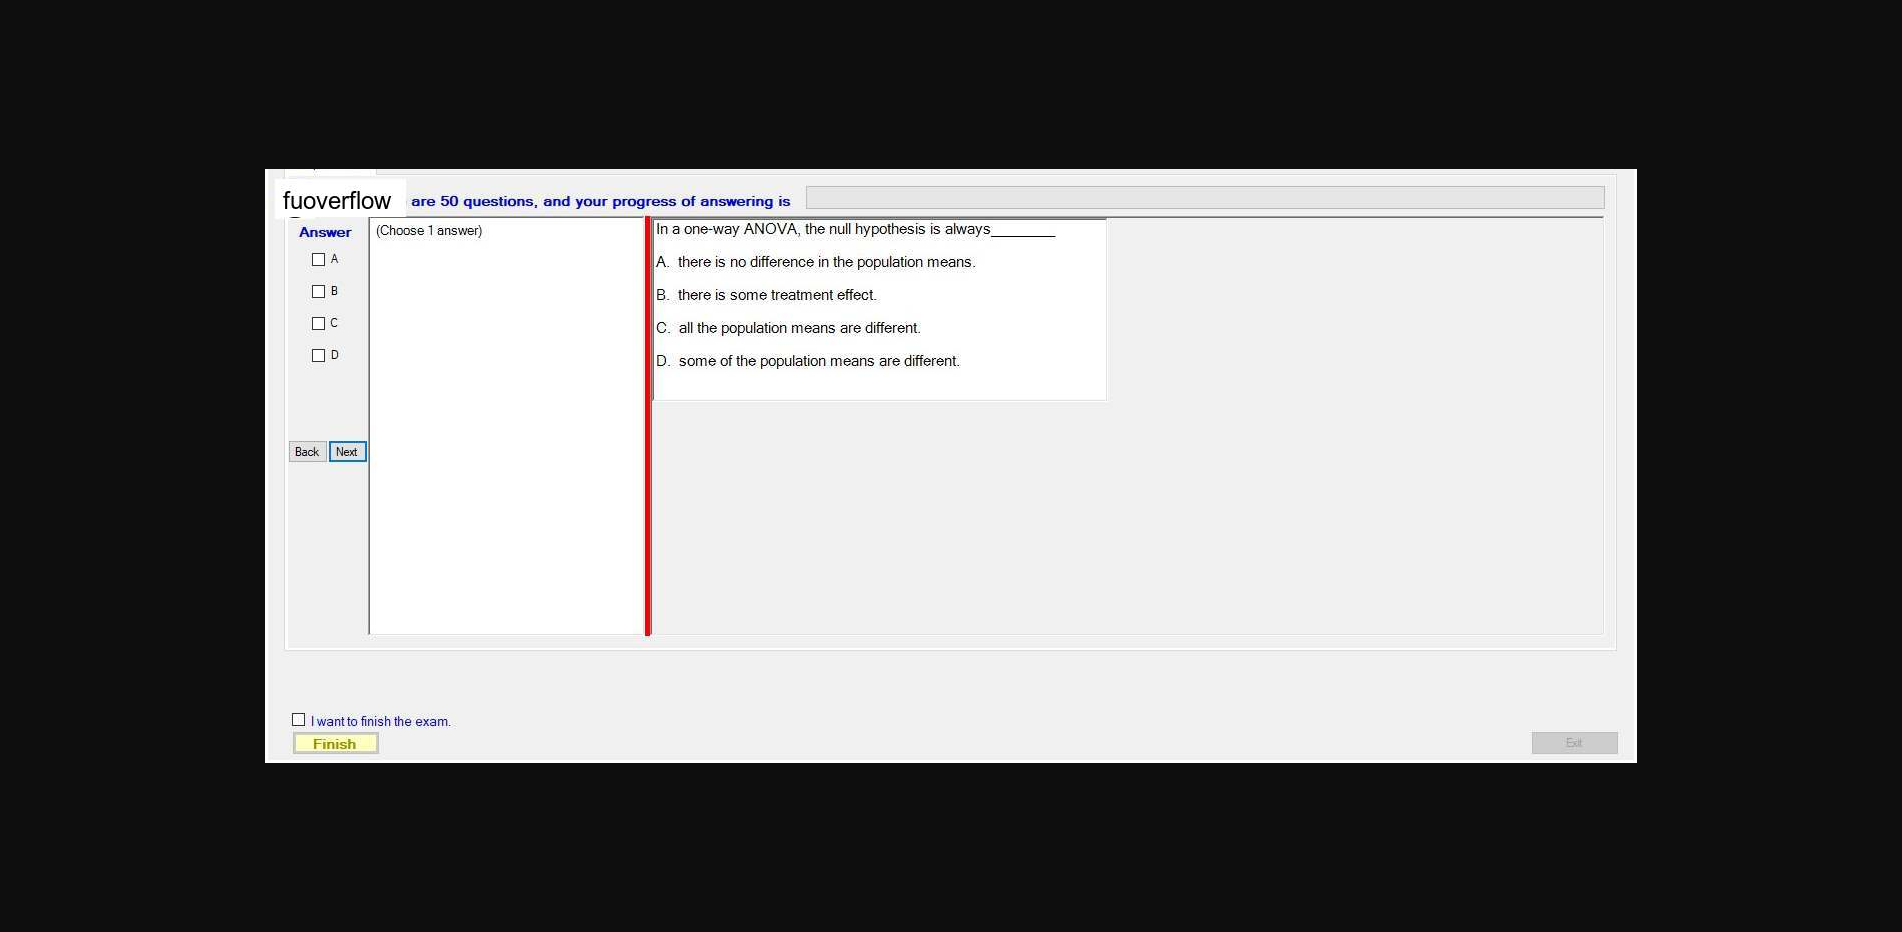 fuoverflow are 50 questions, and your progress of answering is
Answer
A
B
C
D
Back Next
(Choose 1 answer)
In a one-way ANOVA, the null hypothesis is always________
A. there is no difference in the population means.
B. there is some treatment effect.
C. all the population means are different.
D. some of the population means are different.
I want to finish the exam.
Finish
Exit